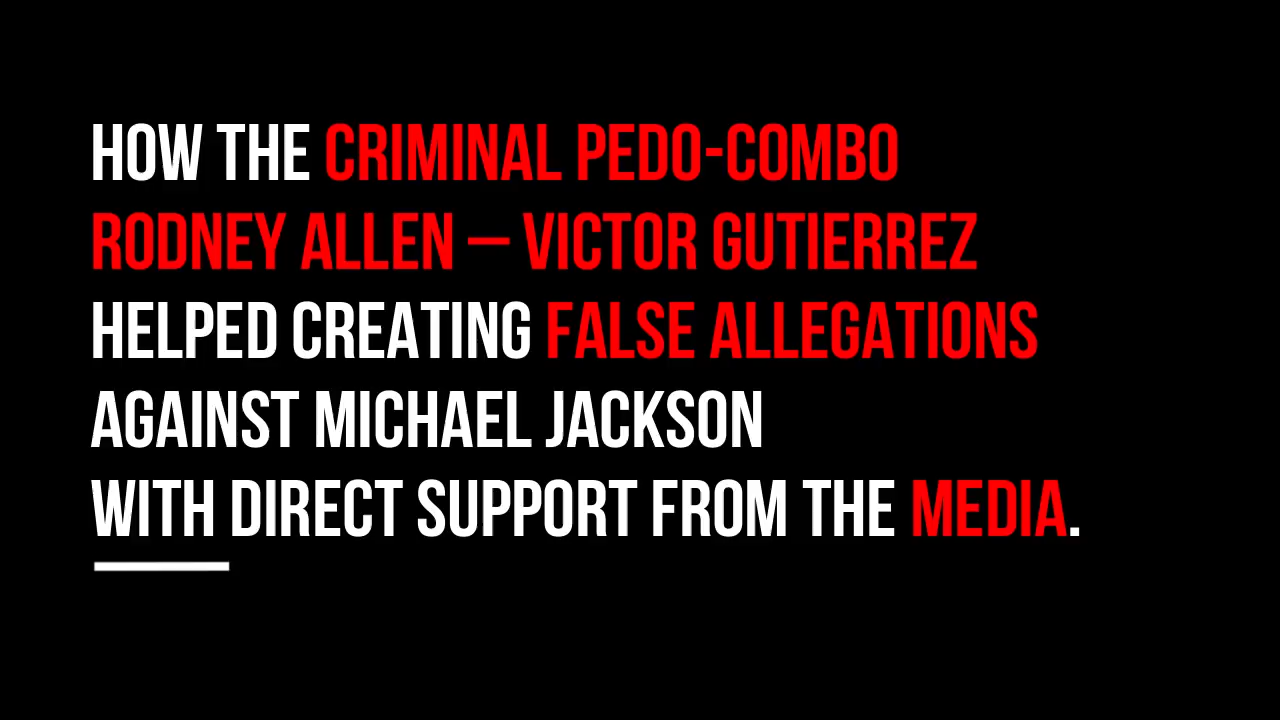 HOW THE CRIMINAL PEDO-COMBO
RODNEY ALLEN – VICTOR GUTIERREZ
HELPED CREATING FALSE ALLEGATIONS
AGAINST MICHAEL JACKSON
WITH DIRECT SUPPORT FROM THE MEDIA.